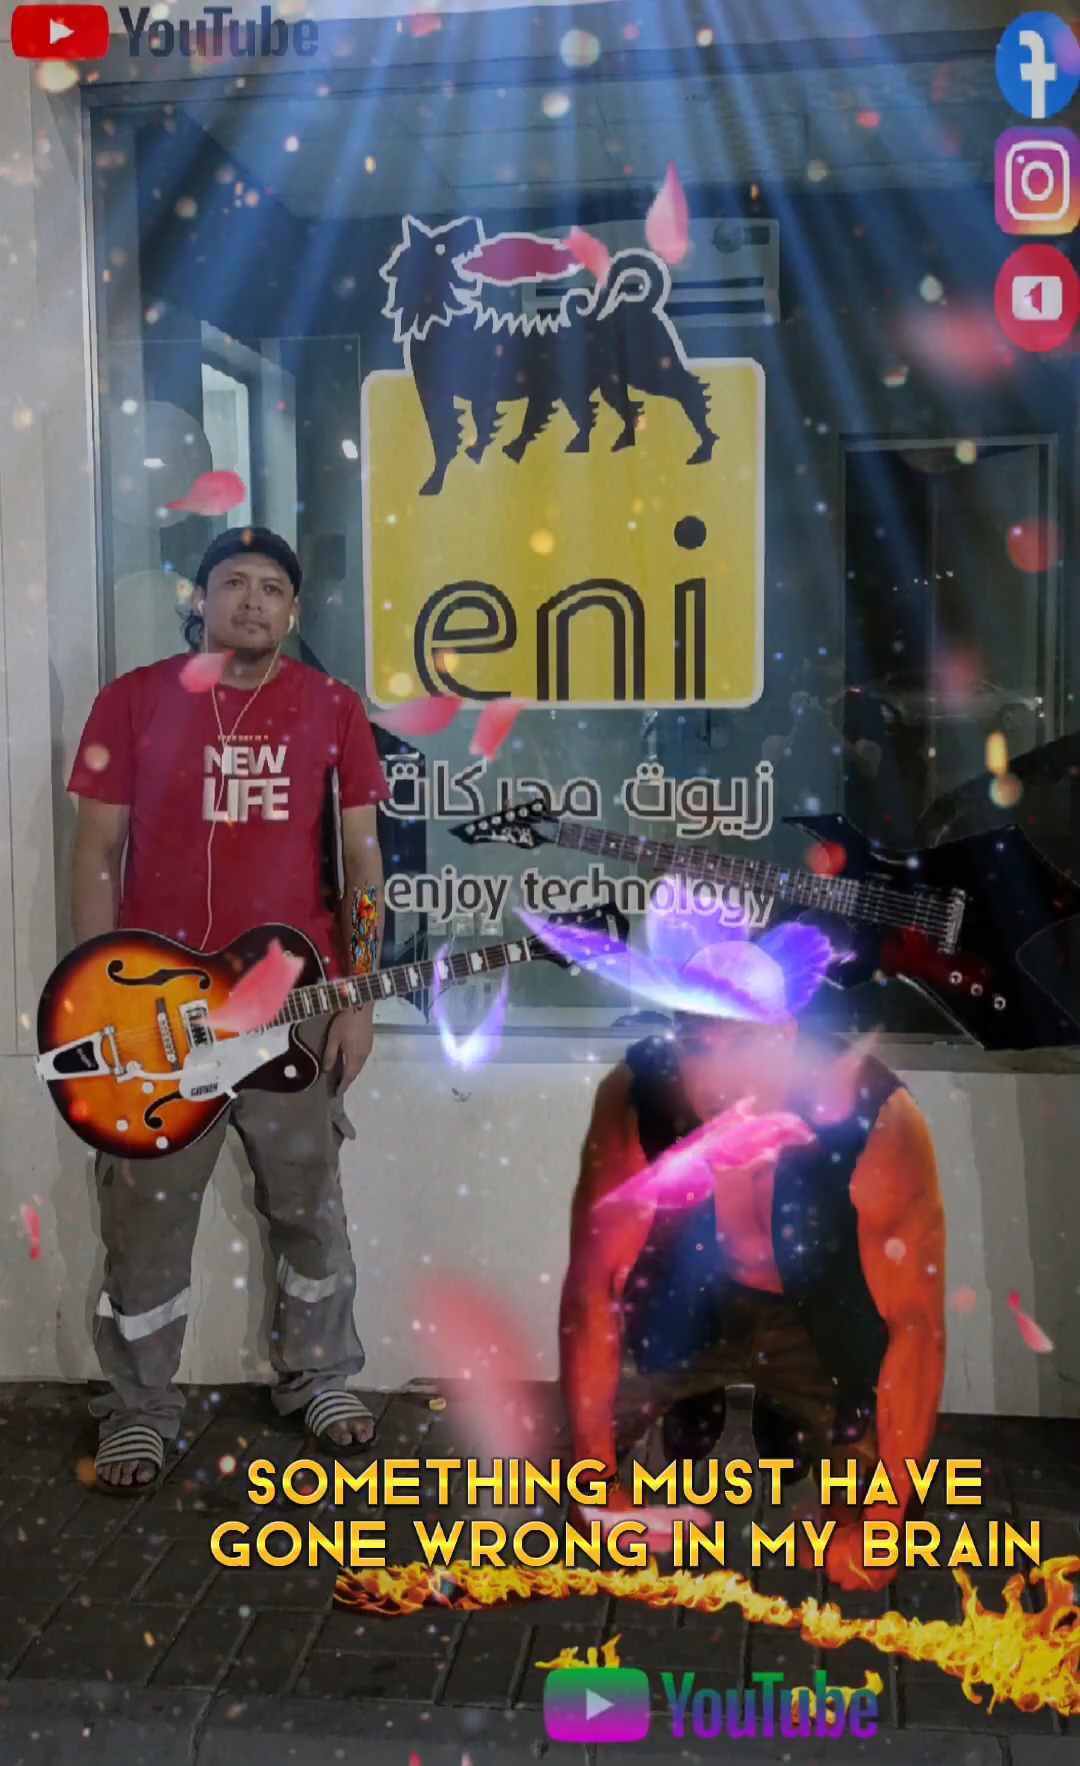 YouTube
eni
NEW
LIFE
زيوت محركات
enjoy technology
SOMETHING MUST HAVE
GONE WRONG IN MY BRAIN
YouTube